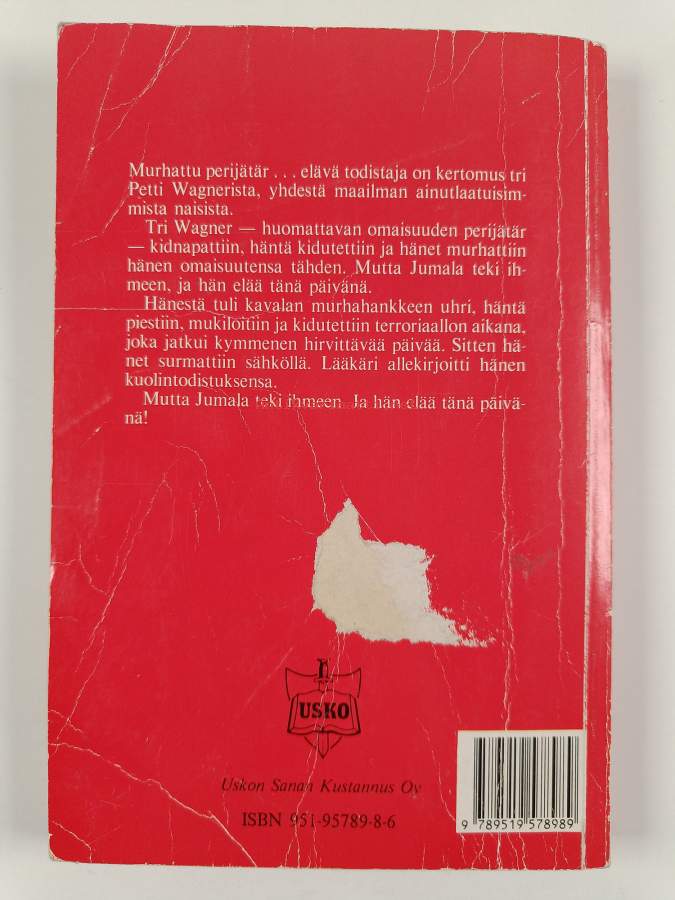 Murhattu perijätär . . . elävä todistaja on kertomus tri
Petti Wagnerista, yhdestä maailman ainutlaatuisim-
mista naisista.
Tri Wagner — huomattavan omaisuuden perijätär
— kidnapattiin, häntä kidutettiin ja hänet murhattiin
hänen omaisuutensa tähden. Mutta Jumala teki ih-
meen, ja hän elää tänä päivänä.
Hänestä tuli kavalan murhahankkeen uhri, häntä
piestiin, mukiloitiin ja kidutettiin terroriaallon aikana,
joka jatkui kymmenen hirvittävää päivää. Sitten hä-
net surmattiin sähköllä. Lääkäri allekirjoitti hänen
kuolintodistuksensa.
Mutta Jumala teki ihmeen. Ja hän elää tänä päivä-
nä!
USKO
Uskon Sanan Kustannus Oy
ISBN 951-95789-8-6
9 789519 578989